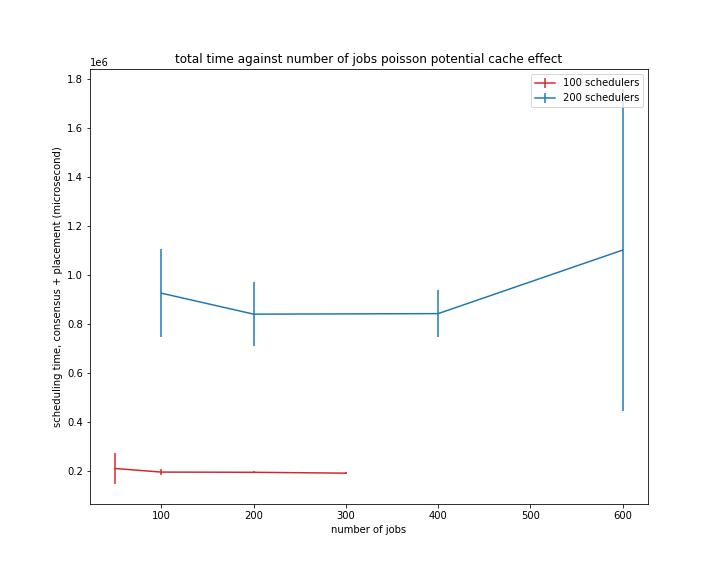 total time against number of jobs poisson potential cache effect
1e6
100 schedulers
200 schedulers
1.8
1.6
1.4
1.2
1.0
0.8
0.6
0.4
0.2
scheduling time, consensus + placement (microsecond)
100 200 300 400 500 600
number of jobs